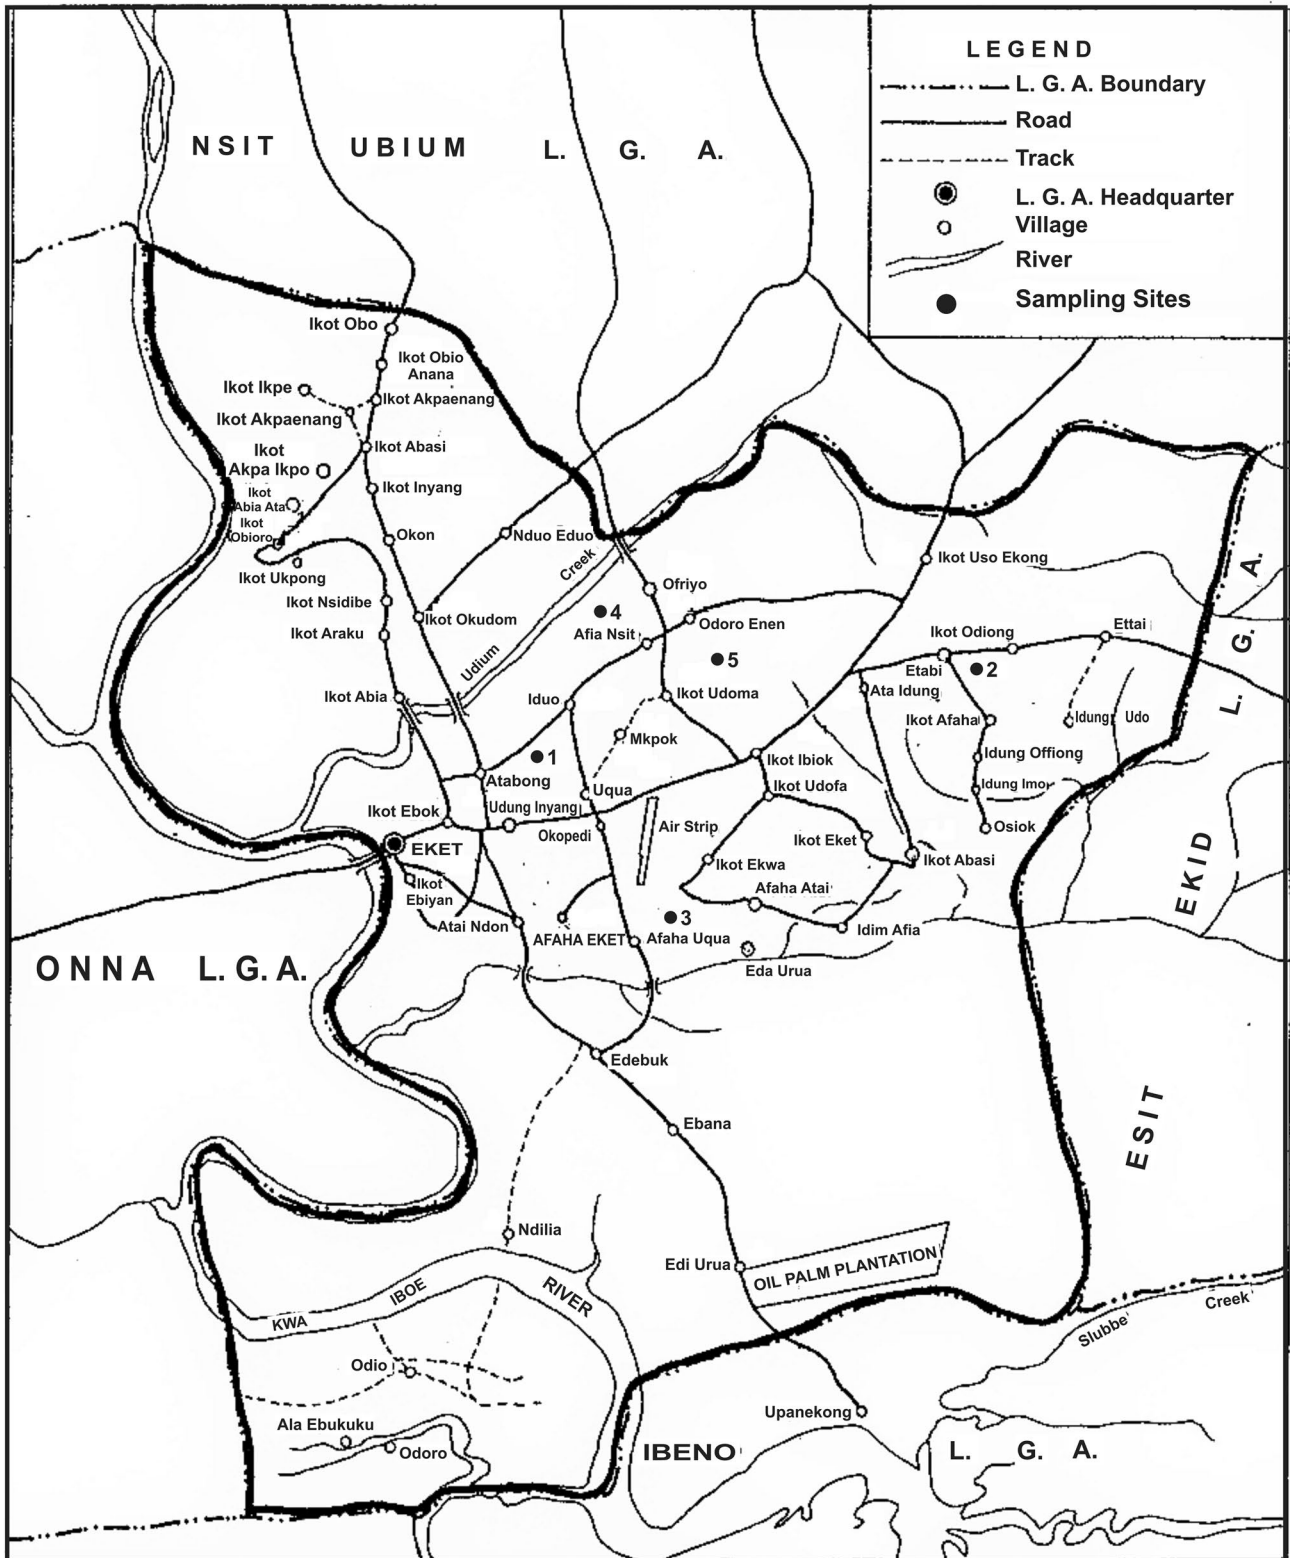 LEGEND
L. G. A. Boundary
Road
Track
L. G. A. Headquarter
Village
River
Sampling Sites
NSIT UBIUM L. G. A.
Ikot Obo
Ikot Obio
Anana
Ikot Ikpe
Ikot Akpaenang
Ikot Akpaenang
Ikot Abasi
Ikot
Akpa Ikpo
Ikot Inyang
Ikot
Abia Ata
Ikot
Obioro
Okon
Nduo Eduo
Creek
Ikot Uso Ekong
Ikot Ukpong
Ofriyo
Ikot Nsidibe
4
Ikot Okudom
Afia Nsit
Odoro Enen
Ikot Araku
Ikot Odiong
Ettai
Udium
5
Etabi
2
Ikot Abia
Iduo
Ikot Udoma
Ata Idung
Ikot Afaha
Idung Udo
Mkpok
1
Ikot Ibiok
Idung Offiong
Atabong
Uqua
Ikot Udofa
Idung Imo
Ikot Ebok
Udung Inyang
Okopedi
Air Strip
Ikot Eket
Osiok
EKET
Ikot Ekwa
Ikot Abasi
Ikot
Ebiyan
Afaha Atai
Atai Ndon
3
AFAHA EKET
Afaha Uqua
Idim Afia
Eda Urua
ONNA L.G.A.
ESIT EKID L. G. A.
Edebuk
Ebana
Ndilia
Edi Urua
OIL PALM PLANTATION
KWA IBOE RIVER
Slubbe Creek
Odio
Ala Ebukuku
Odoro
Upanekong
IBENO L. G. A.